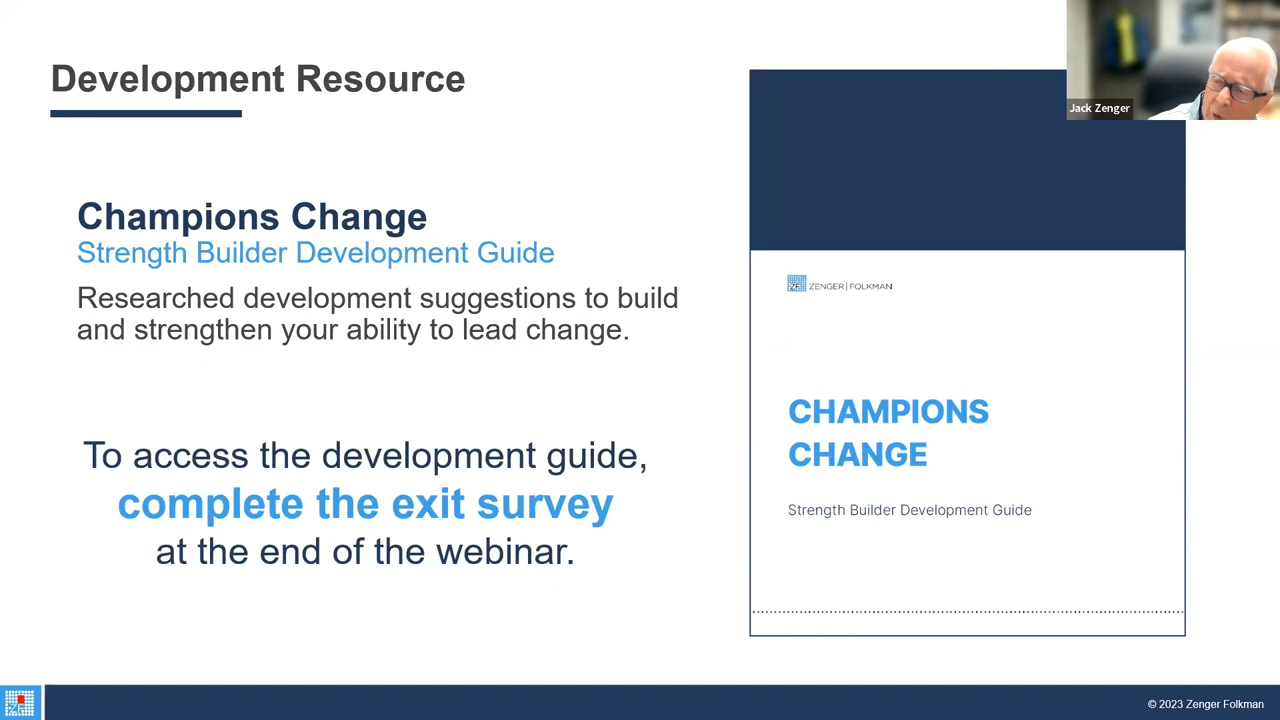 Development Resource
Jack Zenger
Champions Change
Strength Builder Development Guide
Researched development suggestions to build
and strengthen your ability to lead change.
To access the development guide,
complete the exit survey
at the end of the webinar.
ZF ZENGER|FOLKMAN
CHAMPIONS
CHANGE
Strength Builder Development Guide
ZF
© 2023 Zenger Folkman